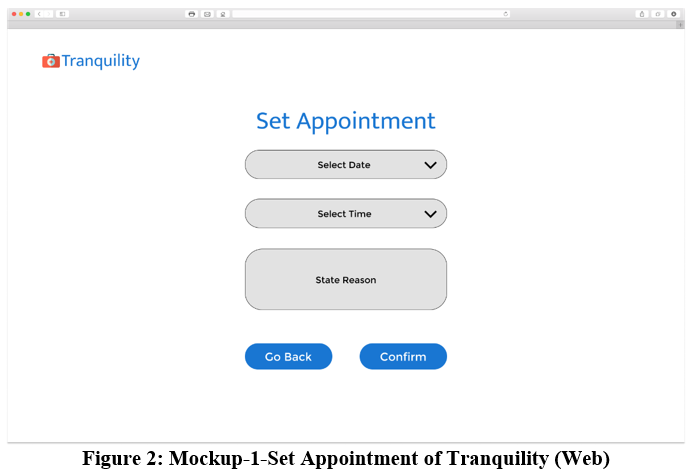 Tranquility
Set Appointment
Select Date
Select Time
State Reason
Go Back
Confirm
Figure 2: Mockup-1-Set Appointment of Tranquility (Web)